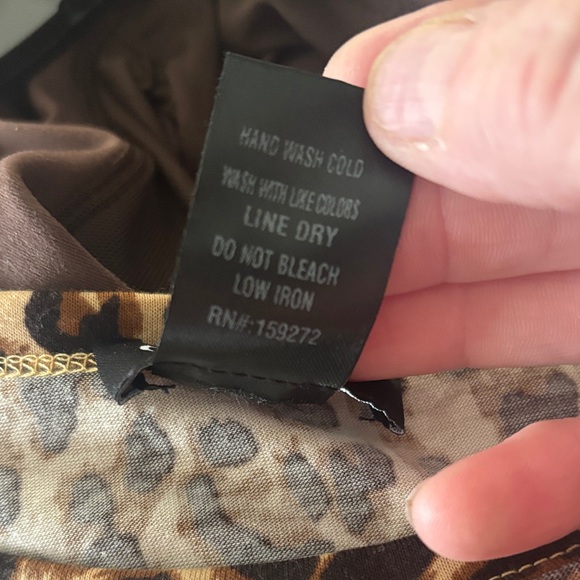 HAND WASH COLD
WASH WITH LIKE COLORS
LINE DRY
DO NOT BLEACH
LOW IRON
RN#:159272